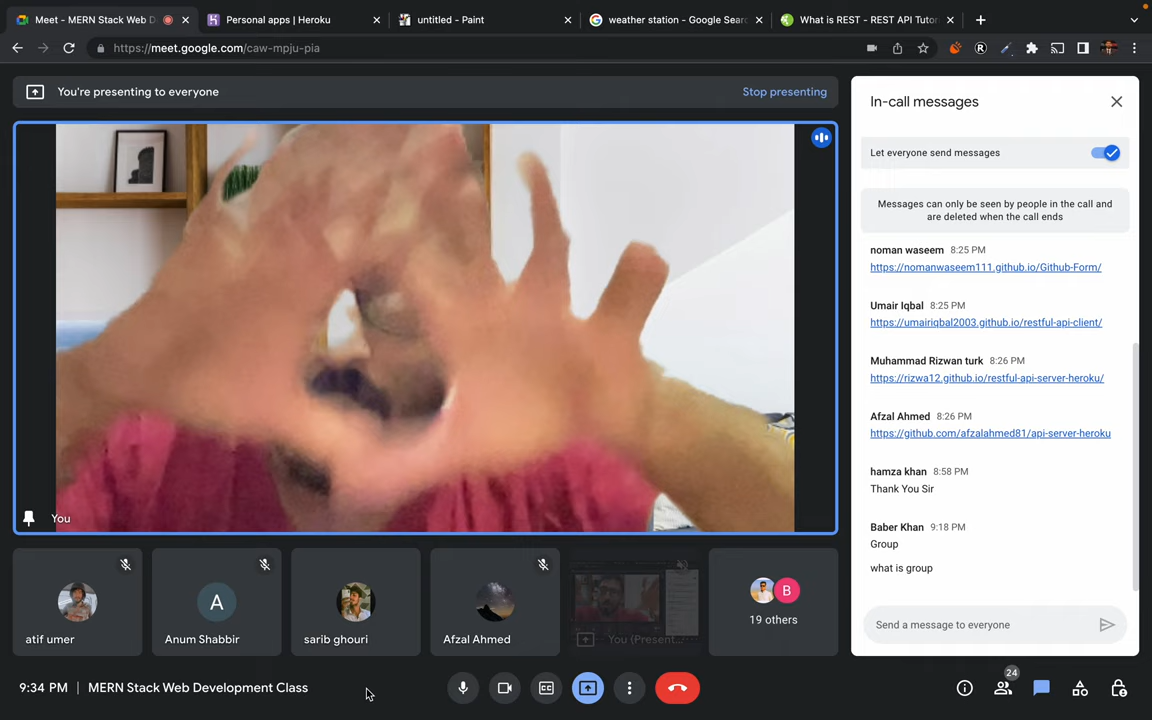 Meet - MERN Stack Web D
Personal apps | Heroku
untitled - Paint
weather station - Google Sear
What is REST - REST API Tutor
https://meet.google.com/caw-mpju-pia
You're presenting to everyone
Stop presenting
You
atif umer
A
Anum Shabbir
sarib ghouri
Afzal Ahmed
You (Present...
B
19 others
In-call messages
Let everyone send messages
Messages can only be seen by people in the call and
are deleted when the call ends
noman waseem 8:25 PM
https://nomanwaseem111.github.io/Github-Form/
Umair Iqbal 8:25 PM
https://umairiqbal2003.github.io/restful-api-client/
Muhammad Rizwan turk 8:26 PM
https://rizwa12.github.io/restful-api-server-heroku/
Afzal Ahmed 8:26 PM
https://github.com/afzalahmed81/api-server-heroku
hamza khan 8:58 PM
Thank You Sir
Baber Khan 9:18 PM
Group
what is group
Send a message to everyone
9:34 PM | MERN Stack Web Development Class
24